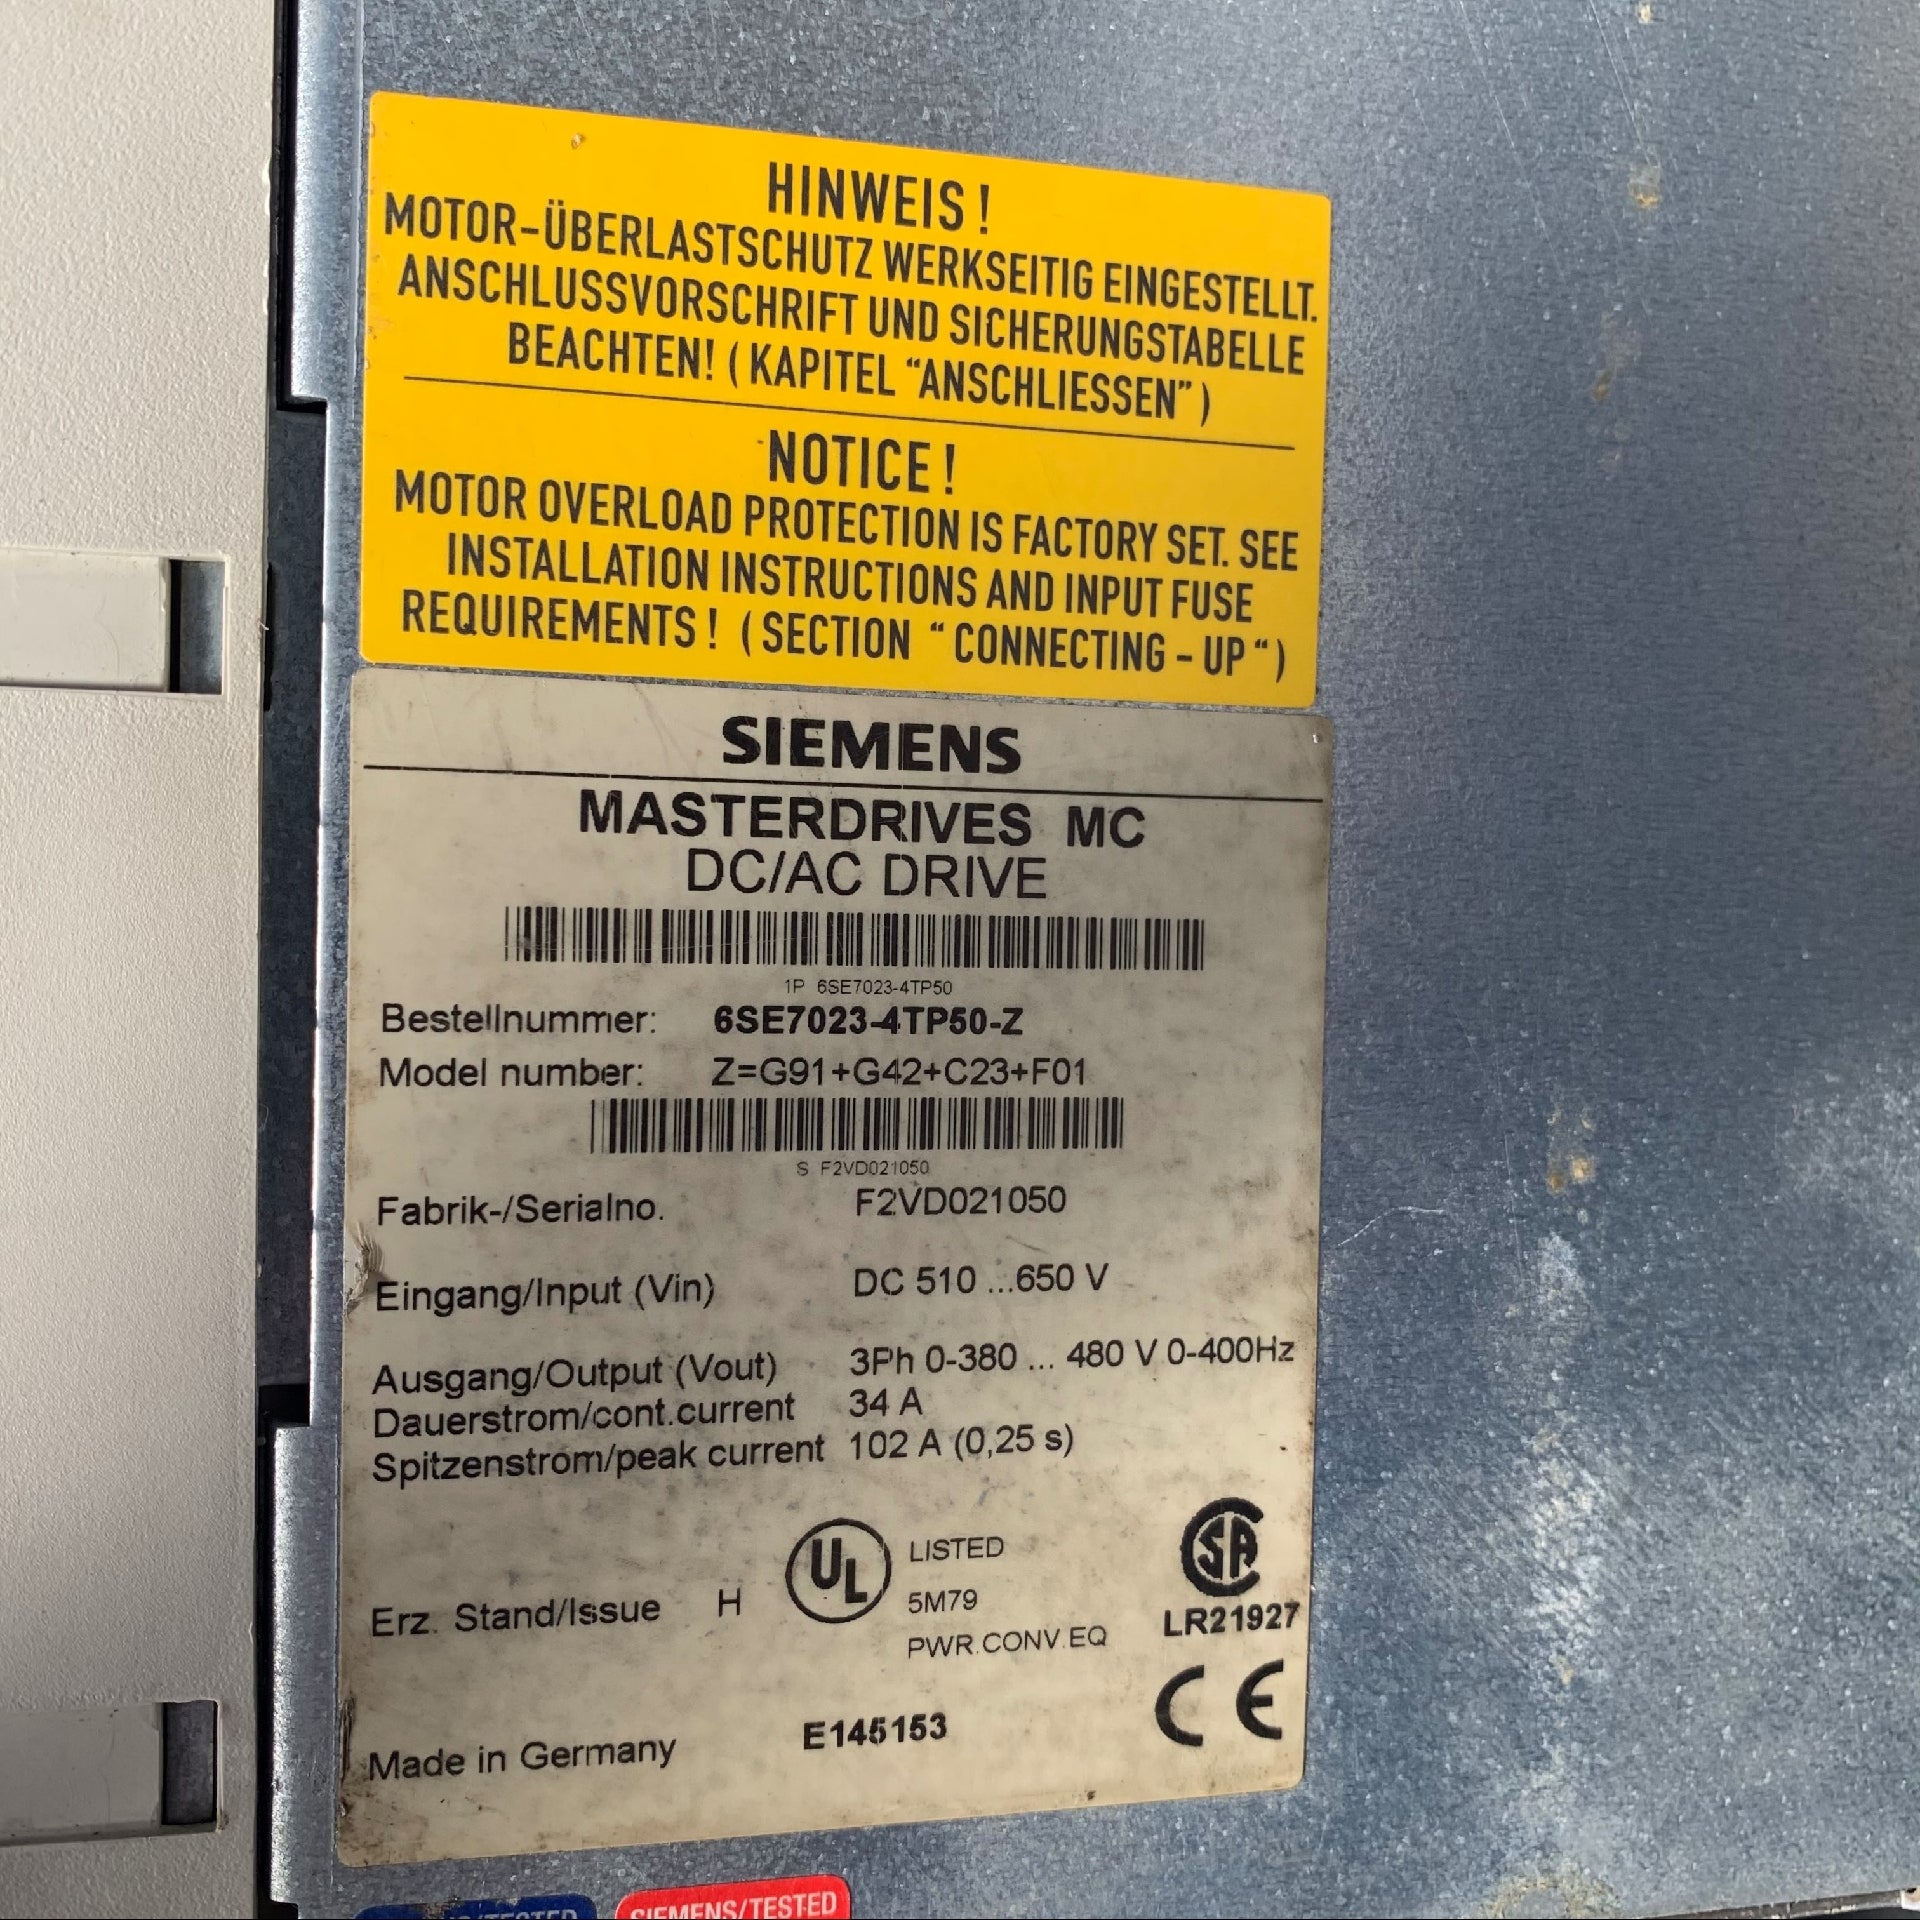 HINWEIS !
MOTOR-ÜBERLASTSCHUTZ WERKSEITIG EINGESTELLT.
ANSCHLUSSVORSCHRIFT UND SICHERUNGSTABELLE
BEACHTEN! ( KAPITEL "ANSCHLIESSEN" )
NOTICE !
MOTOR OVERLOAD PROTECTION IS FACTORY SET. SEE
INSTALLATION INSTRUCTIONS AND INPUT FUSE
REQUIREMENTS ! ( SECTION " CONNECTING - UP " )
SIEMENS
MASTERDRIVES MC
DC/AC DRIVE
1P 6SE7023-4TP50
Bestellnummer: 6SE7023-4TP50-Z
Model number: Z=G91+G42+C23+F01
S F2VD021050
Fabrik-/Serialno. F2VD021050
Eingang/Input (Vin) DC 510 ...650 V
Ausgang/Output (Vout) 3Ph 0-380 ... 480 V 0-400Hz
Dauerstrom/cont.current 34 A
Spitzenstrom/peak current 102 A (0,25 s)
Erz. Stand/Issue H
UL LISTED
5M79
PWR.CONV.EQ
SA
LR21927
CE
Made in Germany E145153
SIEMENS/TESTED